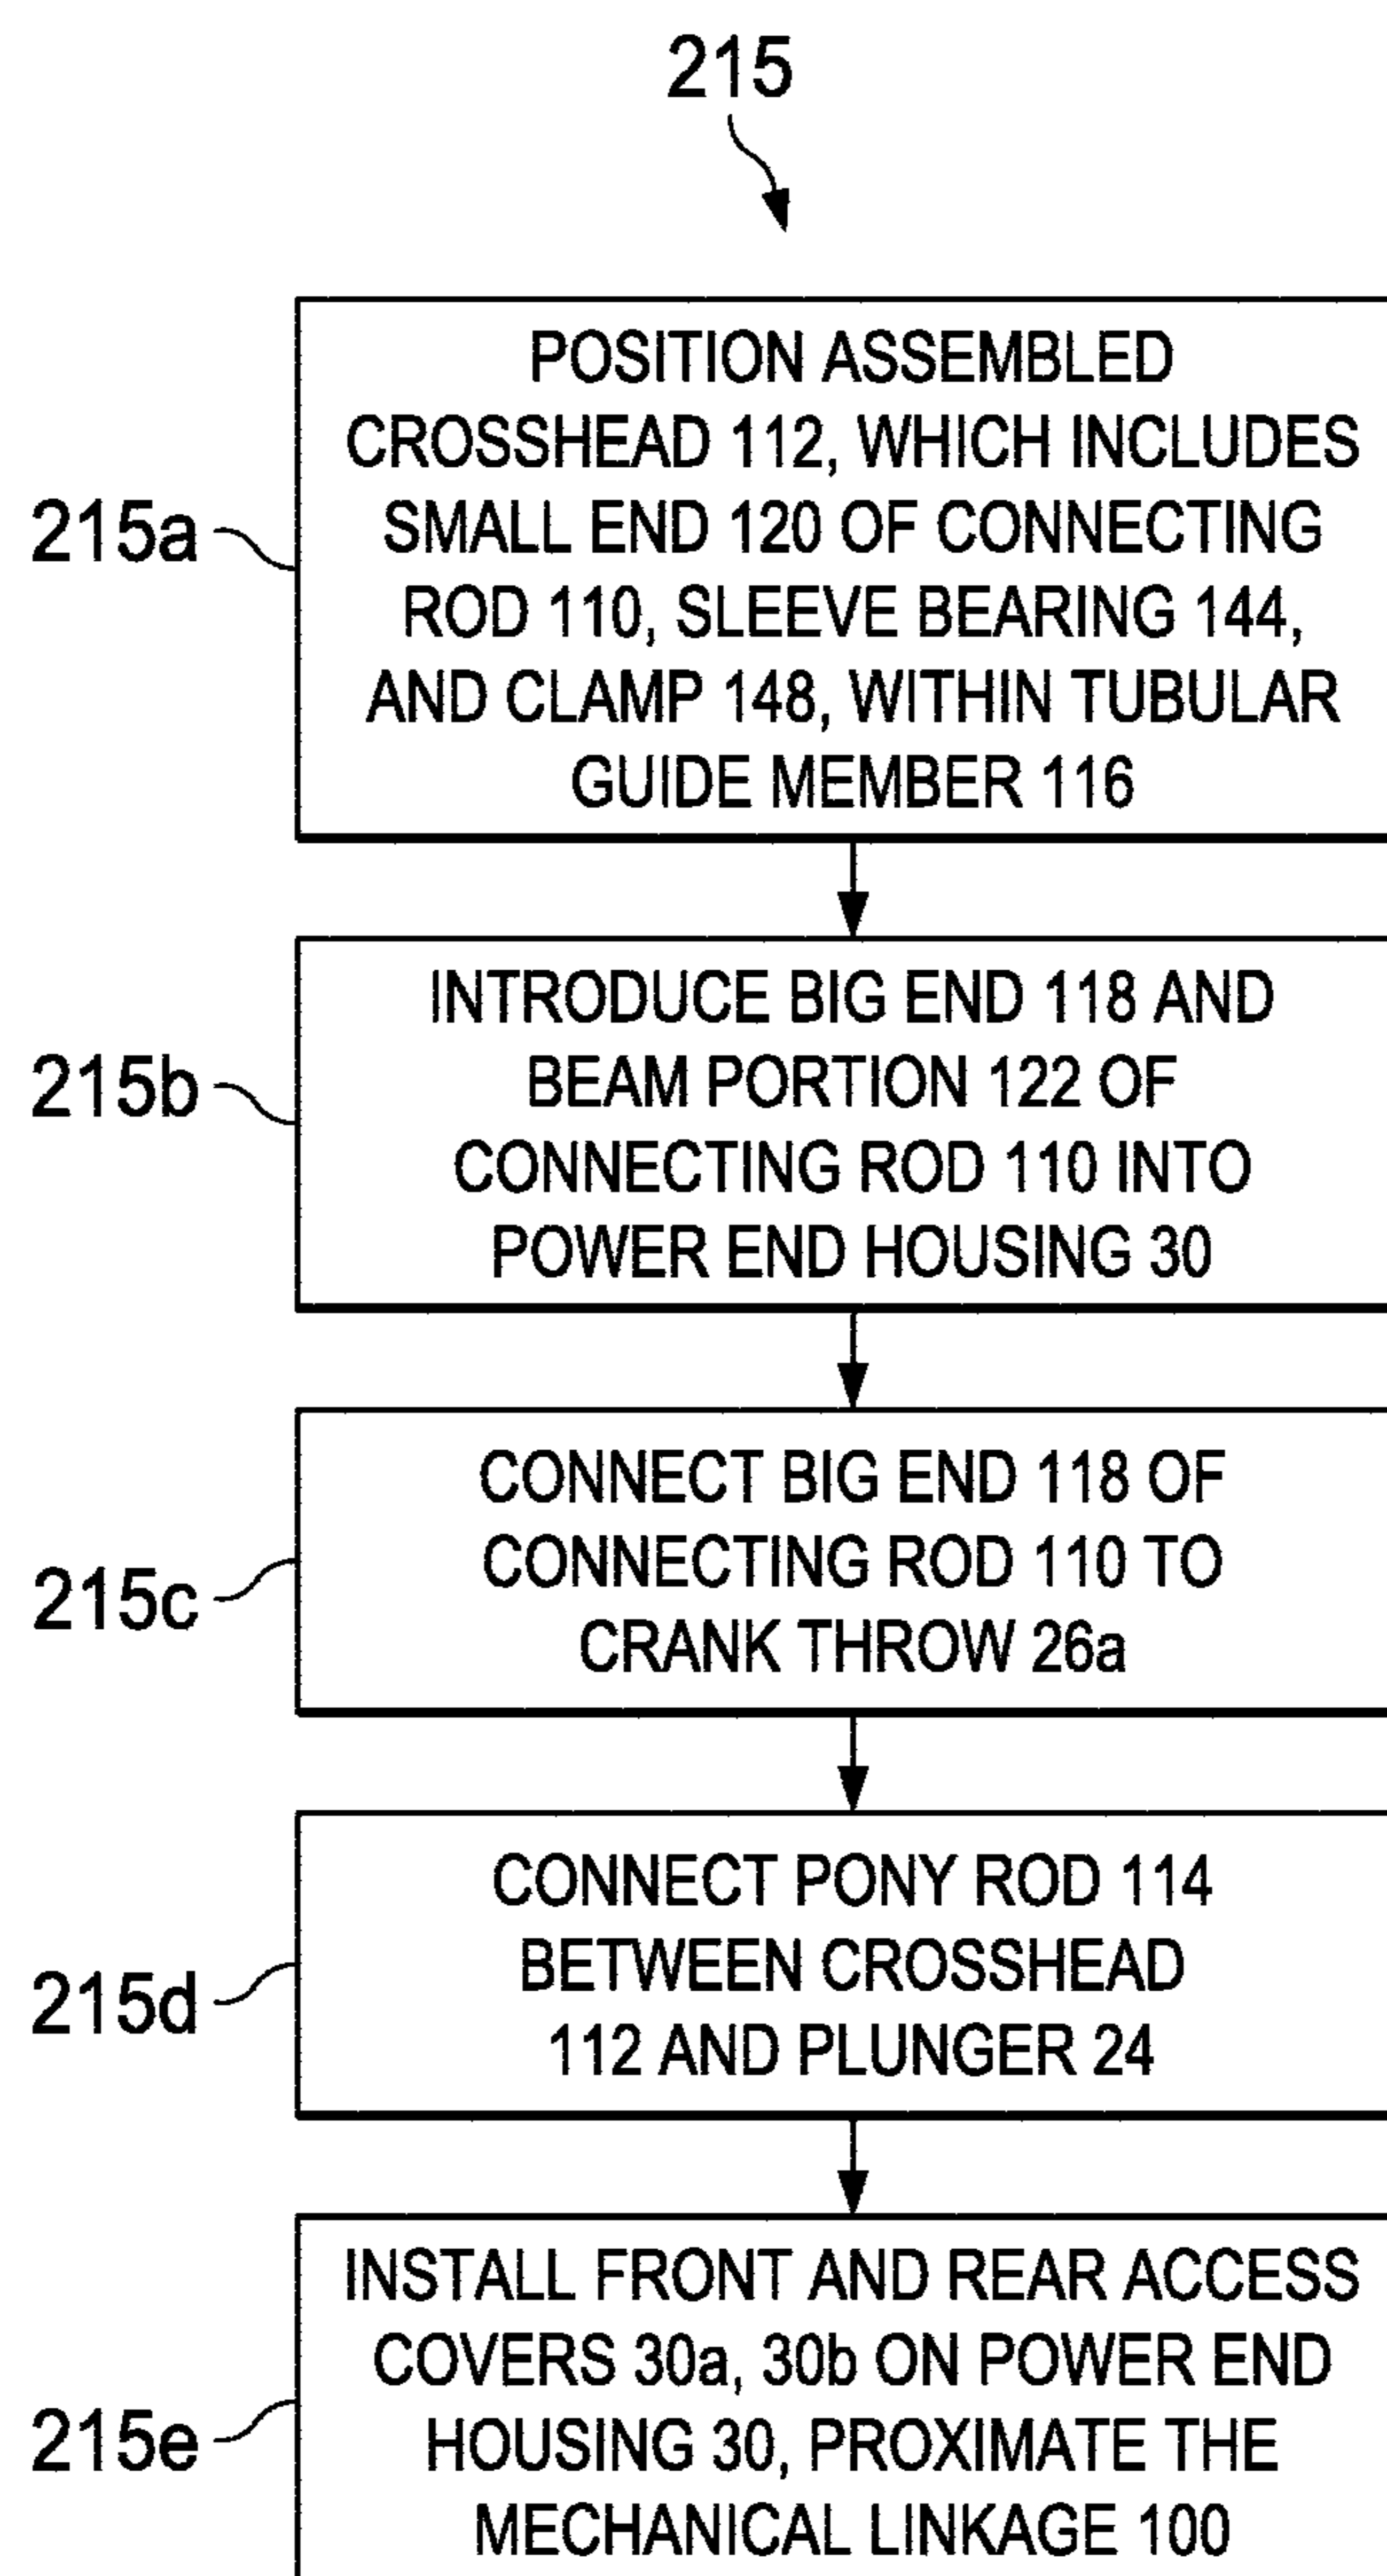 215
215a
POSITION ASSEMBLED
CROSSHEAD 112, WHICH INCLUDES
SMALL END 120 OF CONNECTING
ROD 110, SLEEVE BEARING 144,
AND CLAMP 148, WITHIN TUBULAR
GUIDE MEMBER 116
215b
INTRODUCE BIG END 118 AND
BEAM PORTION 122 OF
CONNECTING ROD 110 INTO
POWER END HOUSING 30
215c
CONNECT BIG END 118 OF
CONNECTING ROD 110 TO
CRANK THROW 26a
215d
CONNECT PONY ROD 114
BETWEEN CROSSHEAD
112 AND PLUNGER 24
215e
INSTALL FRONT AND REAR ACCESS
COVERS 30a, 30b ON POWER END
HOUSING 30, PROXIMATE THE
MECHANICAL LINKAGE 100